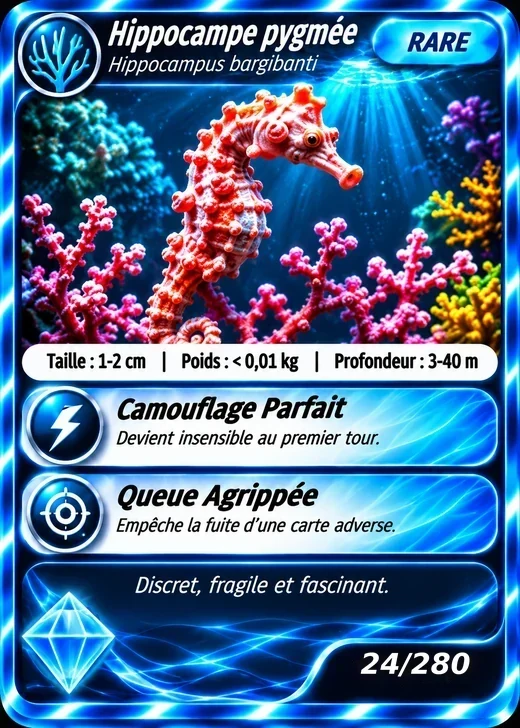 Hippocampe pygmée
Hippocampus bargibanti
RARE
Taille : 1-2 cm | Poids : < 0,01 kg | Profondeur : 3-40 m
Camouflage Parfait
Devient insensible au premier tour.
Queue Agrippée
Empêche la fuite d'une carte adverse.
Discret, fragile et fascinant.
24/280